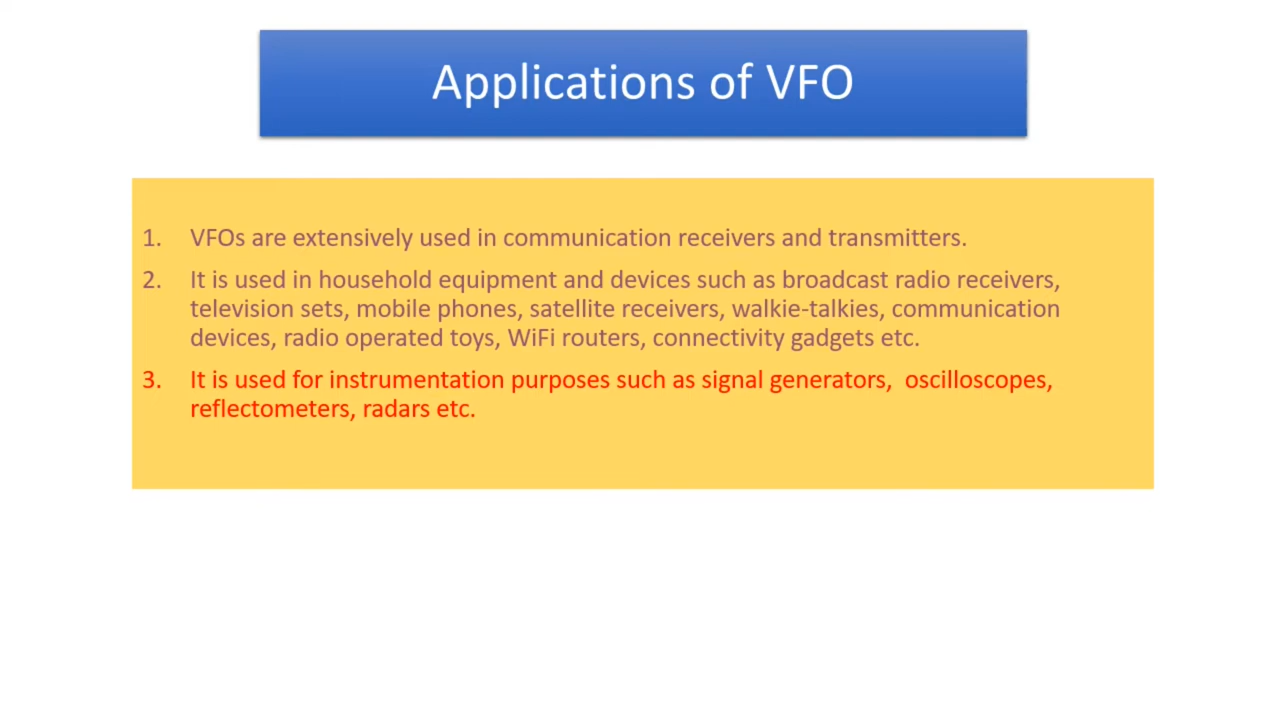 Applications of VFO
1. VFOs are extensively used in communication receivers and transmitters.
2. It is used in household equipment and devices such as broadcast radio receivers,
television sets, mobile phones, satellite receivers, walkie-talkies, communication
devices, radio operated toys, WiFi routers, connectivity gadgets etc.
3. It is used for instrumentation purposes such as signal generators,  oscilloscopes,
reflectometers, radars etc.